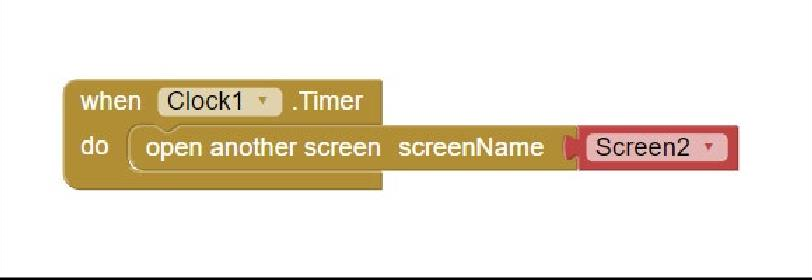 when Clock1 .Timer
do open another screen screenName Screen2